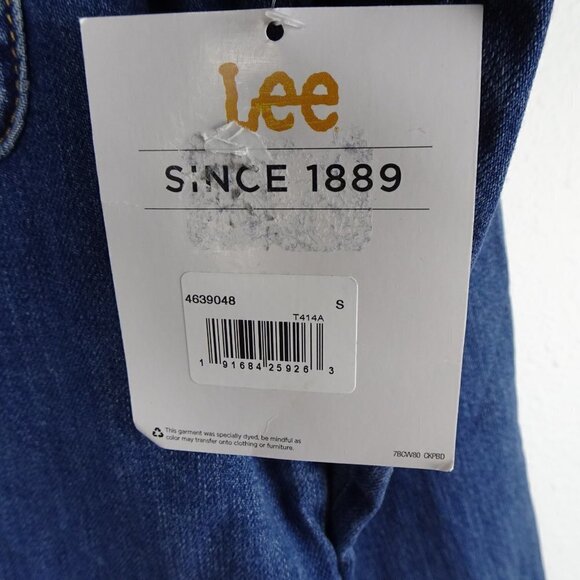 Lee
SINCE 1889
4639048 S
T414A
1 91684 25926 3
This garment was specially dyed, be mindful as
color may transfer onto clothing or furniture.
7BCW80 CKPBD